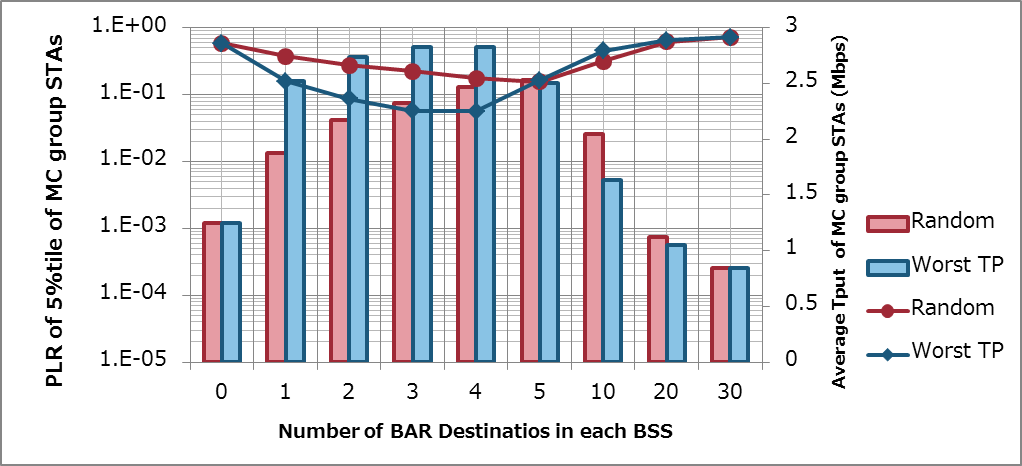 PLR of 5%tile of MC group STAs
1.E+00
1.E-01
1.E-02
1.E-03
1.E-04
1.E-05
0 1 2 3 4 5 10 20 30
Number of BAR Destinatios in each BSS
3
2.5
2
1.5
1
0.5
0
Average Tput of MC group STAs (Mbps)
Random
Worst TP
Random
Worst TP